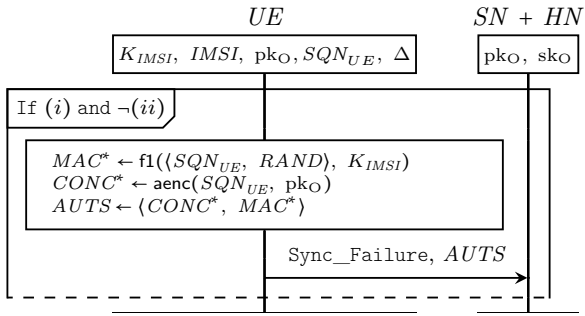 UE SN + HN
K_IMSI, IMSI, pk_O, SQN_UE, Δ pk_O, sk_O
If (i) and ¬(ii)
MAC* ← f1(⟨SQN_UE, RAND⟩, K_IMSI)
CONC* ← aenc(SQN_UE, pk_O)
AUTS ← ⟨CONC*, MAC*⟩
Sync_Failure, AUTS